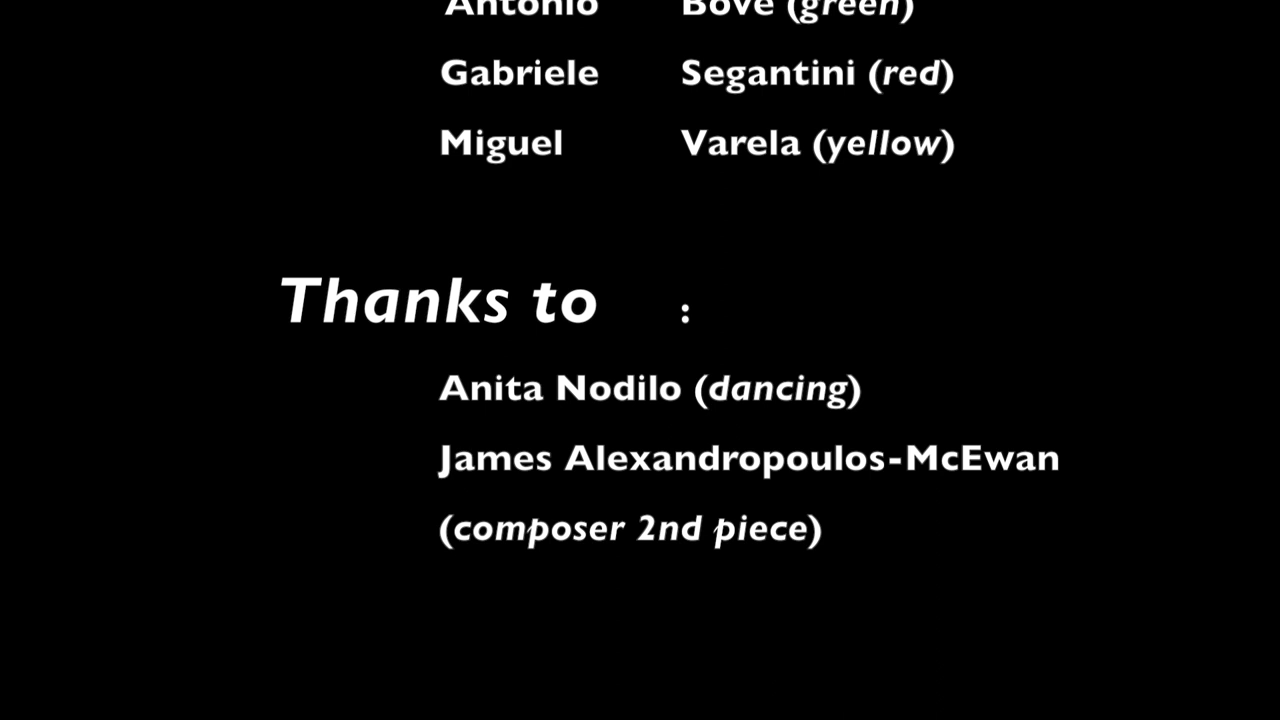 Antonio Bove (green)
Gabriele Segantini (red)
Miguel Varela (yellow)
Thanks to :
Anita Nodilo (dancing)
James Alexandropoulos-McEwan
(composer 2nd piece)